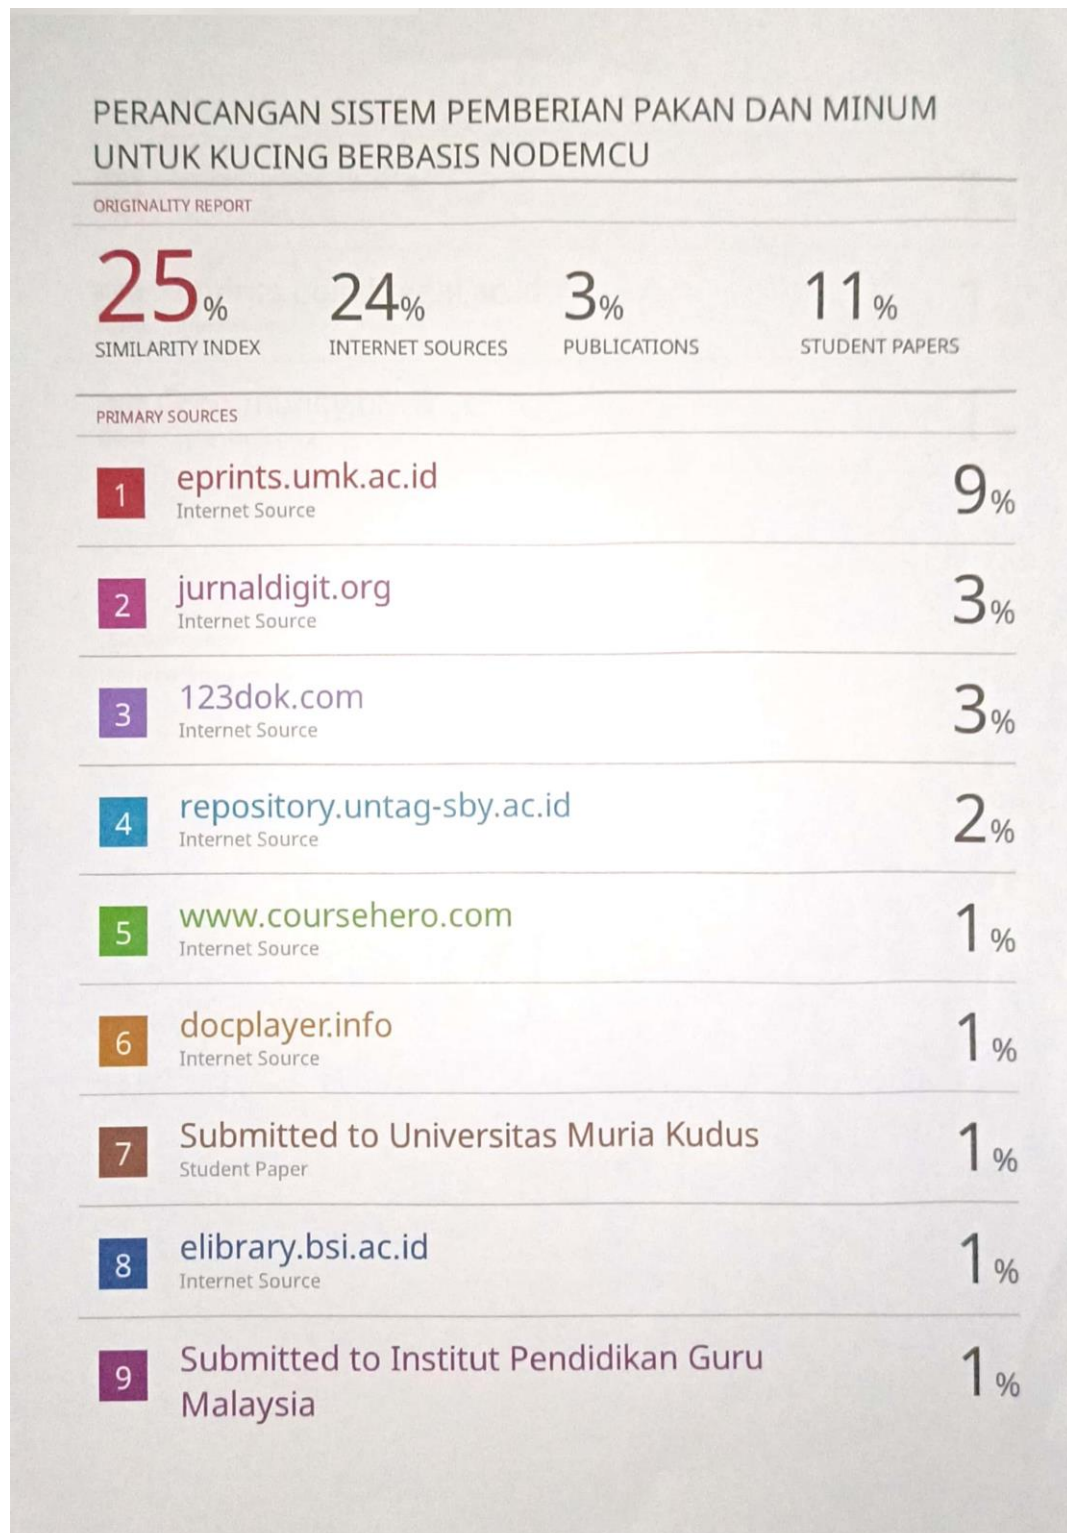 PERANCANGAN SISTEM PEMBERIAN PAKAN DAN MINUM
UNTUK KUCING BERBASIS NODEMCU
ORIGINALITY REPORT
25%
SIMILARITY INDEX
24%
INTERNET SOURCES
3%
PUBLICATIONS
11%
STUDENT PAPERS
PRIMARY SOURCES
1 eprints.umk.ac.id 9%
Internet Source
2 jurnaldigit.org 3%
Internet Source
3 123dok.com 3%
Internet Source
4 repository.untag-sby.ac.id 2%
Internet Source
5 www.coursehero.com 1%
Internet Source
6 docplayer.info 1%
Internet Source
7 Submitted to Universitas Muria Kudus 1%
Student Paper
8 elibrary.bsi.ac.id 1%
Internet Source
9 Submitted to Institut Pendidikan Guru 1%
Malaysia